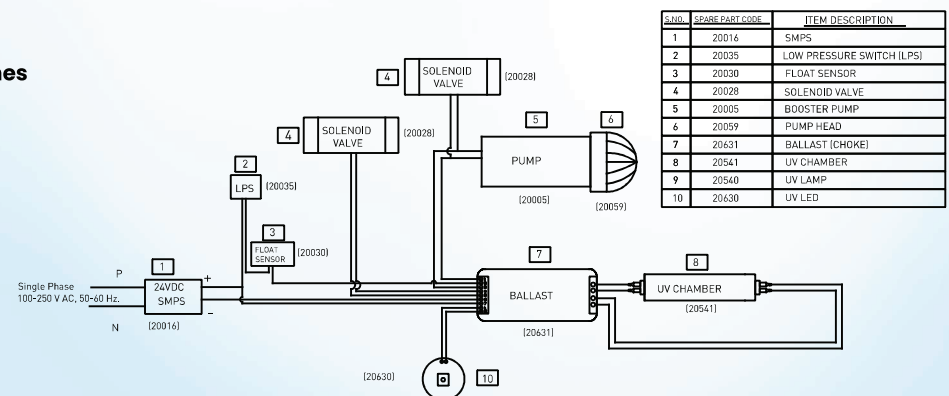 nes
S.NO. SPARE PART CODE ITEM DESCRIPTION
1 20016 SMPS
2 20035 LOW PRESSURE SWITCH (LPS)
3 20030 FLOAT SENSOR
4 20028 SOLENOID VALVE
5 20005 BOOSTER PUMP
6 20059 PUMP HEAD
7 20631 BALLAST (CHOKE)
8 20541 UV CHAMBER
9 20540 UV LAMP
10 20630 UV LED
4
SOLENOID
VALVE
(20028)
4
SOLENOID
VALVE
(20028)
5
PUMP
(20005)
6
(20059)
2
LPS
(20035)
3
FLOAT
SENSOR
(20030)
P
1
+
Single Phase
100-250 V AC, 50-60 Hz.
24VDC
SMPS
N
(20016)
–
7
BALLAST
(20631)
8
UV CHAMBER
(20541)
(20630)
10